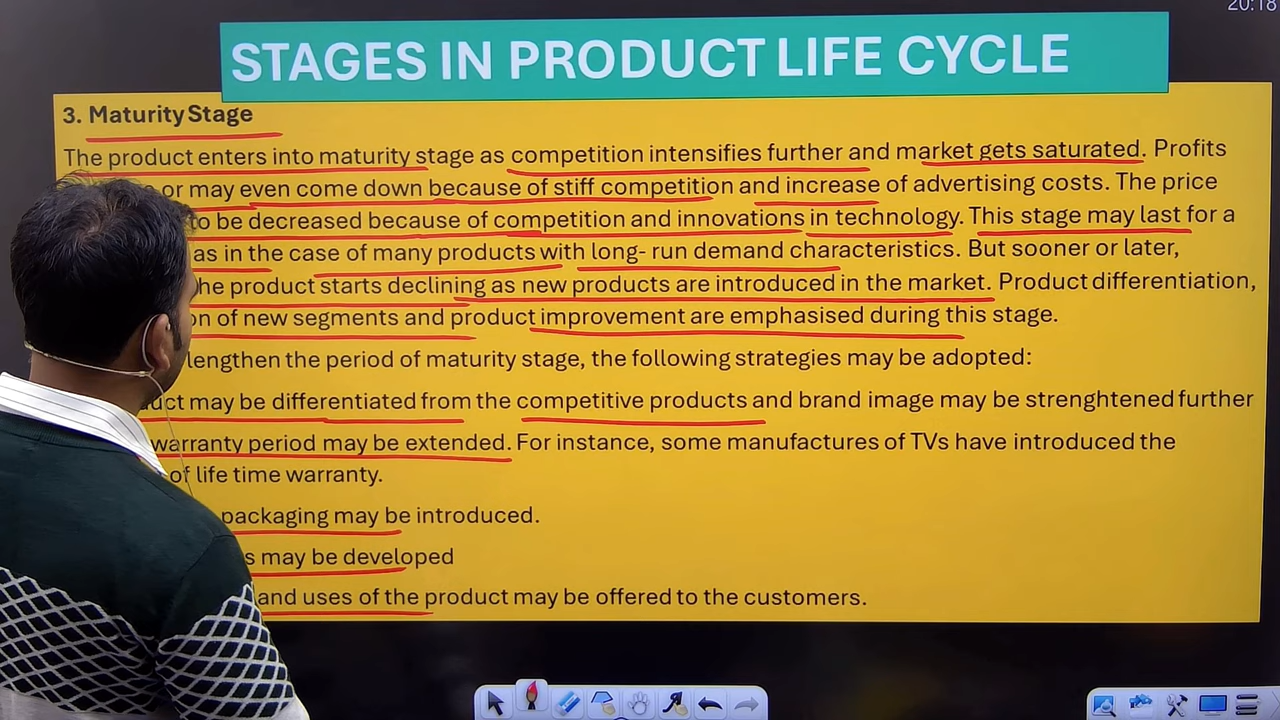 20:18
STAGES IN PRODUCT LIFE CYCLE
3. Maturity Stage
The product enters into maturity stage as competition intensifies further and market gets saturated. Profits
or may even come down because of stiff competition and increase of advertising costs. The price
to be decreased because of competition and innovations in technology. This stage may last for a
as in the case of many products with long- run demand characteristics. But sooner or later,
product starts declining as new products are introduced in the market. Product differentiation,
of new segments and product improvement are emphasised during this stage.
lengthen the period of maturity stage, the following strategies may be adopted:
may be differentiated from the competitive products and brand image may be strenghtened further
warranty period may be extended. For instance, some manufactures of TVs have introduced the
of life time warranty.
packaging may be introduced.
may be developed
and uses of the product may be offered to the customers.